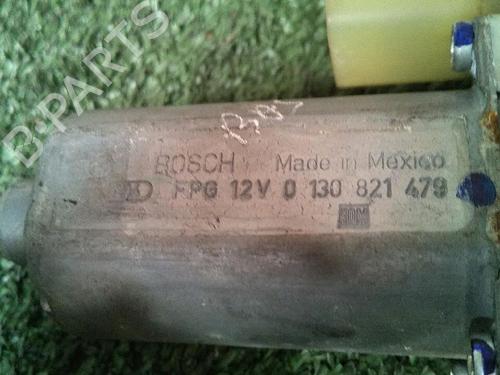 B-PARTS
BOSCH Made in Mexico
FPG 12V 0 130 821 479